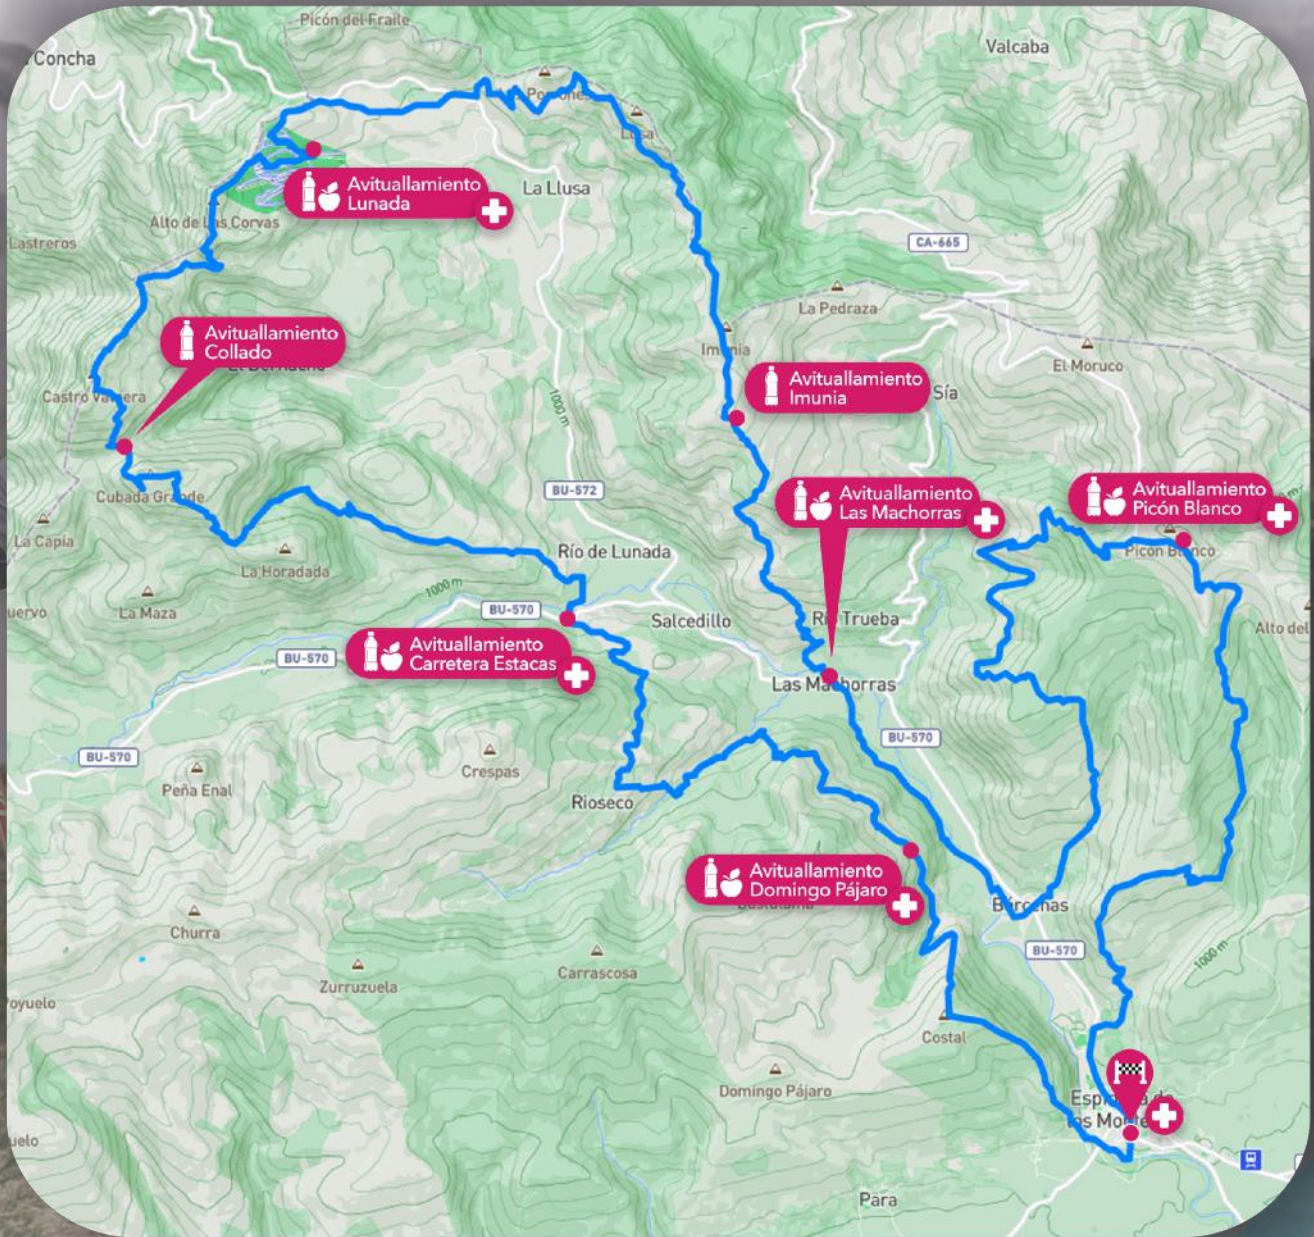 Picón del Fraile
Concha
Valcaba
Lusa
Avituallamiento
Lunada
La Llusa
Alto de Las Corvas
Lastreros
CA-665
La Pedraza
Avituallamiento
Collado
El Moruco
Avituallamiento
Imunia
Sía
1000 m
BU-572
Cubada Grande
Avituallamiento
Las Machorras
Avituallamiento
Picón Blanco
La Capía
Río de Lunada
Picón Blanco
La Horadada
1000 m
La Maza
BU-570
Salcedillo
Río Trueba
Alto del
BU-570
Avituallamiento
Carretera Estacas
Las Machorras
BU-570
BU-570
Crespas
Peña Enal
Rioseco
Avituallamiento
Domingo Pájaro
Bárcenas
Churra
BU-570
1000 m
Carrascosa
Zurruzuela
Costal
Domingo Pájaro
Para